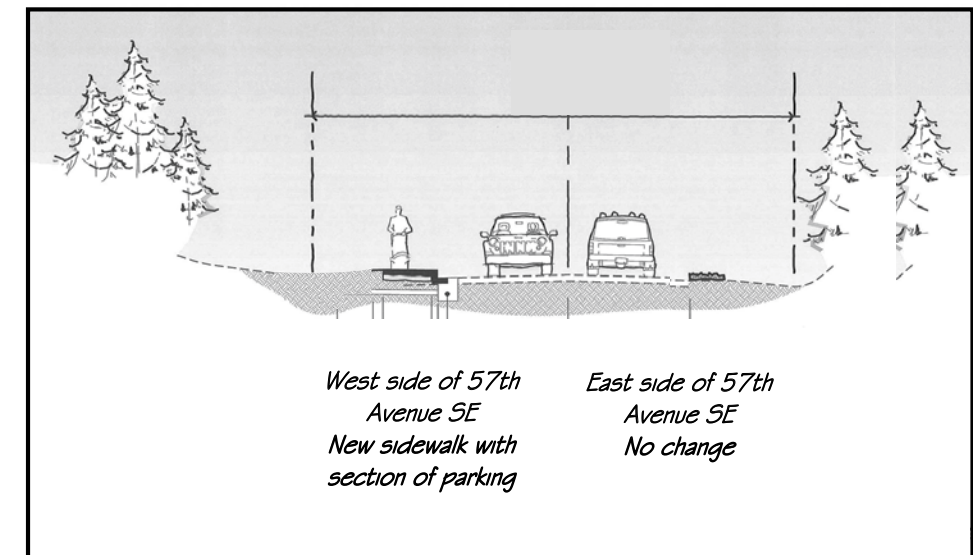 West side of 57th
Avenue SE
New sidewalk with
section of parking
East side of 57th
Avenue SE
No change